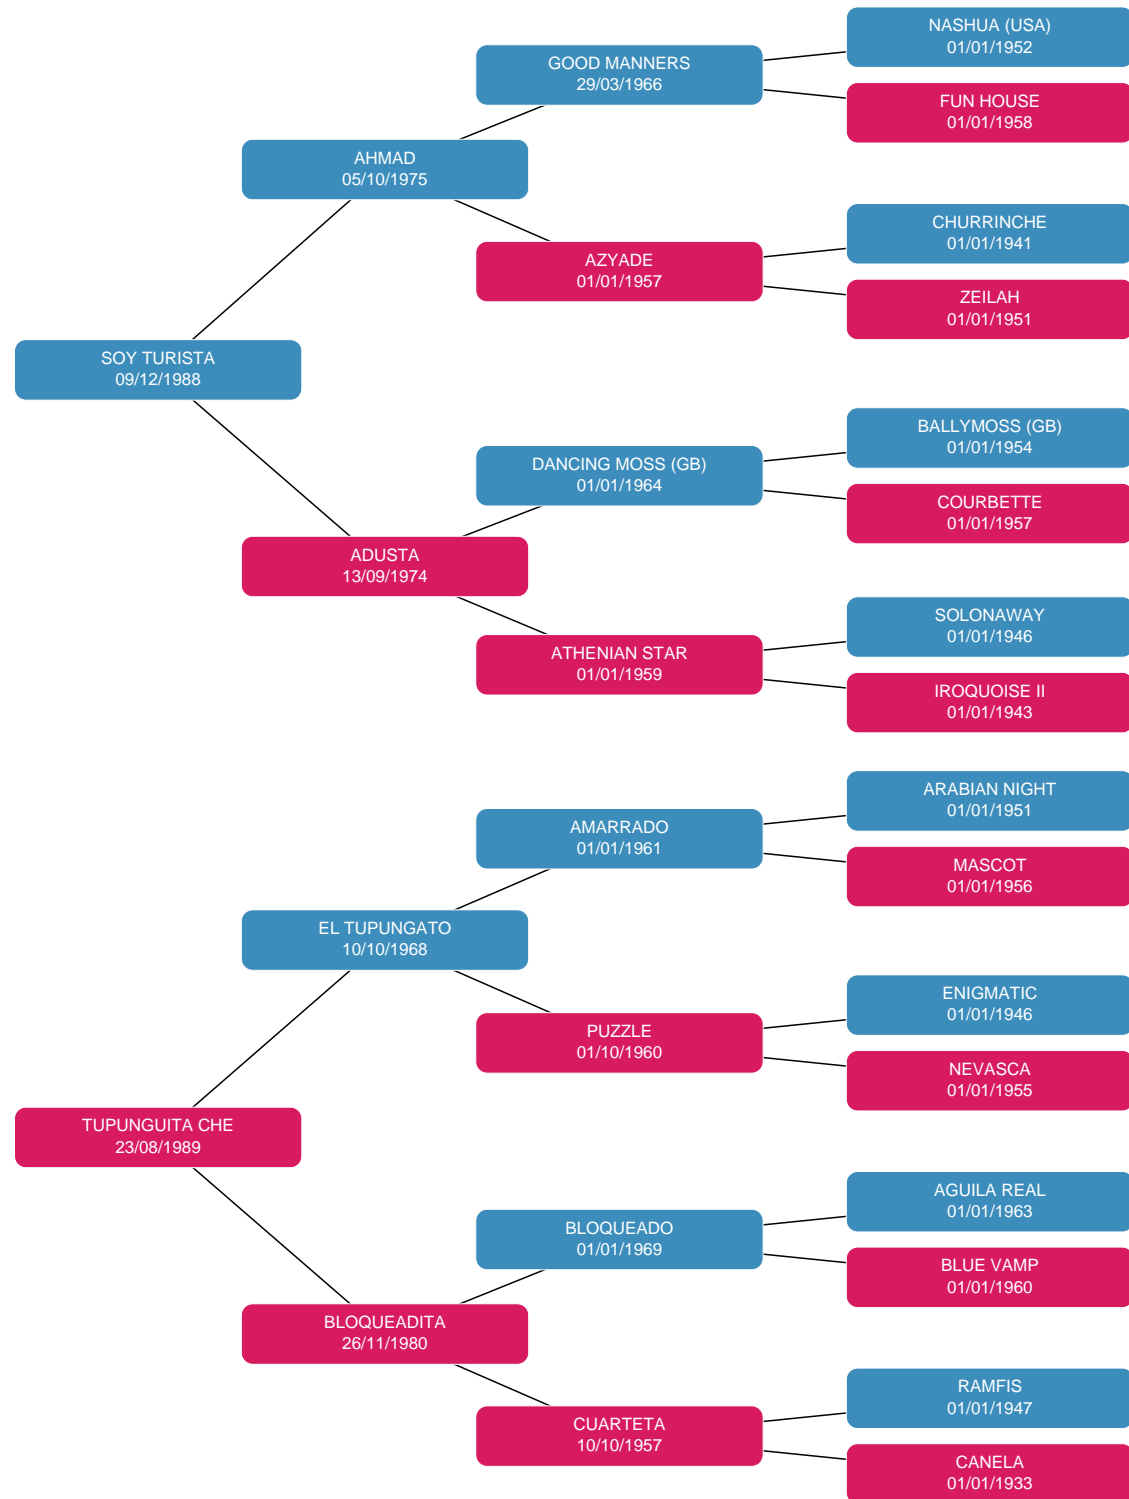 NASHUA (USA)
01/01/1952
GOOD MANNERS
29/03/1966
FUN HOUSE
01/01/1958
AHMAD
05/10/1975
CHURRINCHE
01/01/1941
AZYADE
01/01/1957
ZEILAH
01/01/1951
SOY TURISTA
09/12/1988
BALLYMOSS (GB)
01/01/1954
DANCING MOSS (GB)
01/01/1964
COURBETTE
01/01/1957
ADUSTA
13/09/1974
SOLONAWAY
01/01/1946
ATHENIAN STAR
01/01/1959
IROQUOISE II
01/01/1943
ARABIAN NIGHT
01/01/1951
AMARRADO
01/01/1961
MASCOT
01/01/1956
EL TUPUNGATO
10/10/1968
ENIGMATIC
01/01/1946
PUZZLE
01/10/1960
NEVASCA
01/01/1955
TUPUNGUITA CHE
23/08/1989
AGUILA REAL
01/01/1963
BLOQUEADO
01/01/1969
BLUE VAMP
01/01/1960
BLOQUEADITA
26/11/1980
RAMFIS
01/01/1947
CUARTETA
10/10/1957
CANELA
01/01/1933